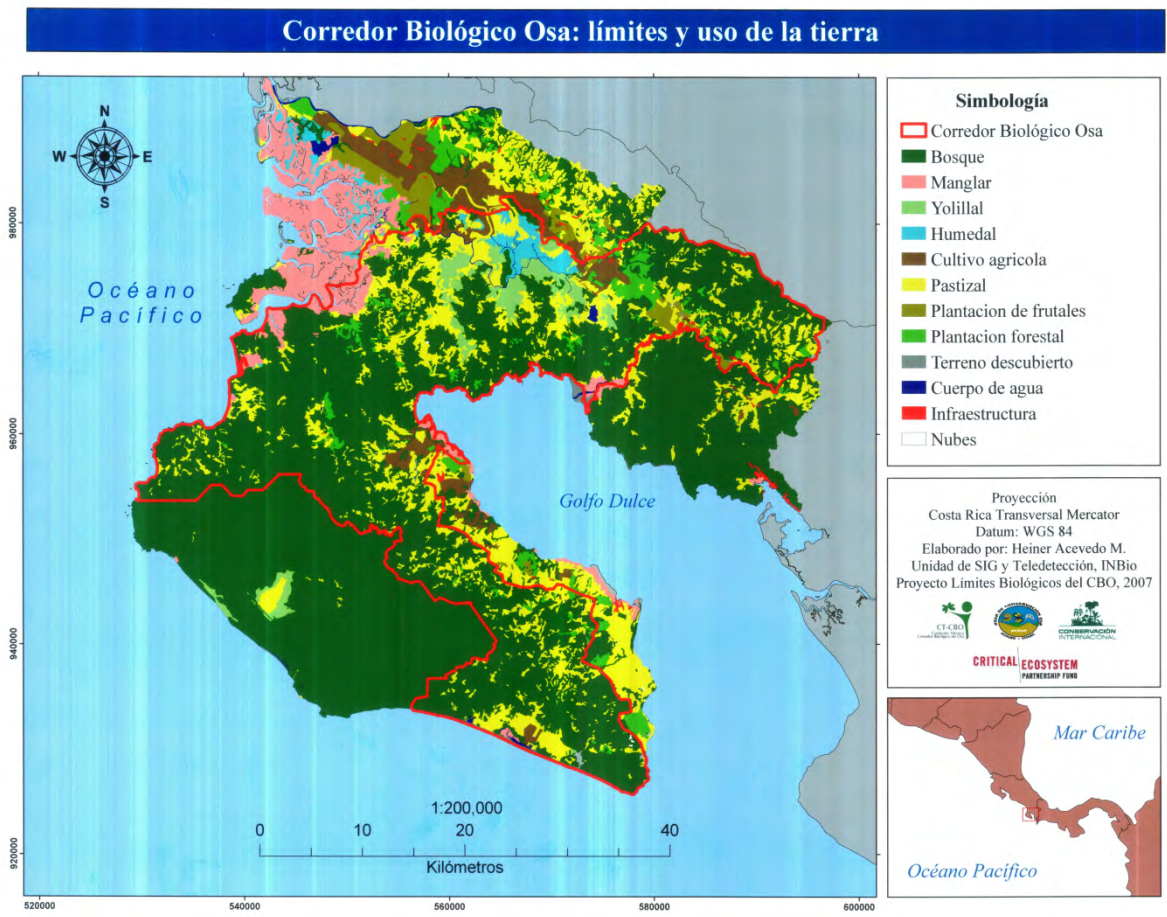 Corredor Biológico Osa: límites y uso de la tierra
N
W
E
S
Océano
Pacífico
Golfo Dulce
1:200,000
0
10
20
40
Kilómetros
980000
960000
940000
920000
520000
540000
560000
580000
600000
Simbología
Corredor Biológico Osa
Bosque
Manglar
Yolillal
Humedal
Cultivo agricola
Pastizal
Plantacion de frutales
Plantacion forestal
Terreno descubierto
Cuerpo de agua
Infraestructura
Nubes
Proyección
Costa Rica Transversal Mercator
Datum: WGS 84
Elaborado por: Heiner Acevedo M.
Unidad de SIG y Teledetección, INBio
Proyecto Límites Biológicos del CBO, 2007
CT-CBO
CONSERVACIÓN
INTERNACIONAL
CRITICAL ECOSYSTEM
PARTNERSHIP FUND
Mar Caribe
Océano Pacífico